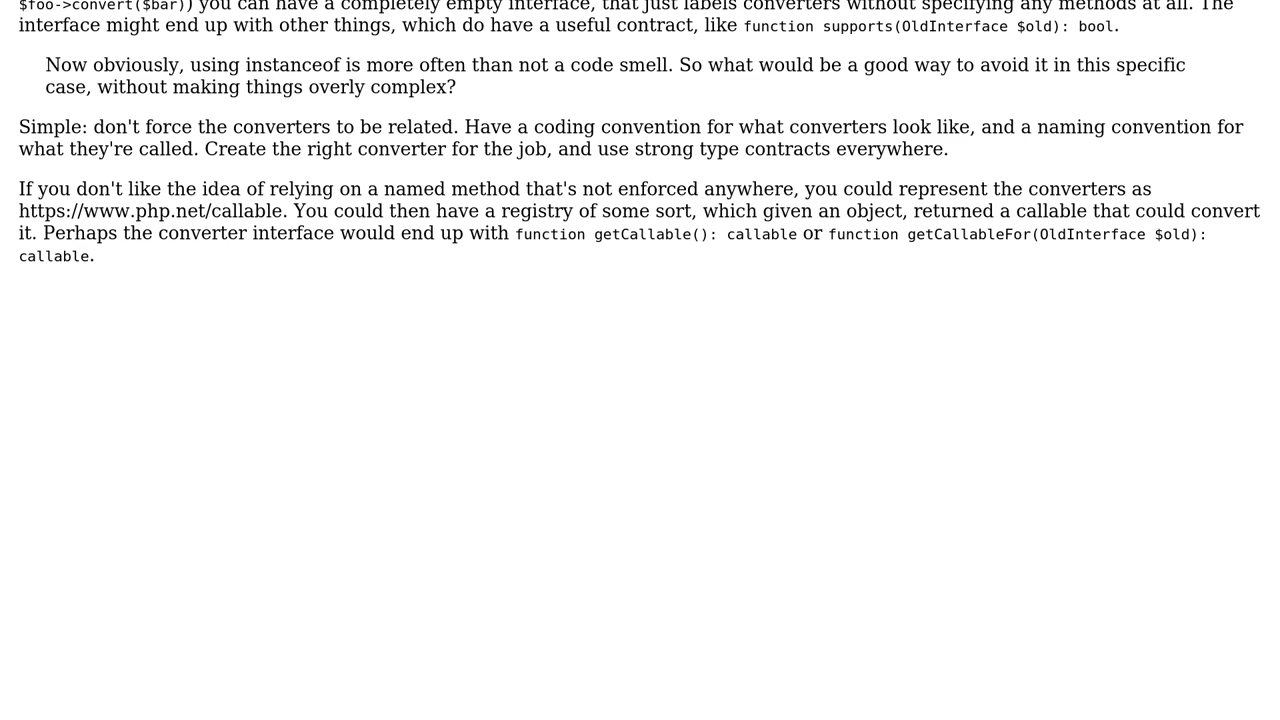 $foo->convert($bar)) you can have a completely empty interface, that just labels converters without specifying any methods at all. The
interface might end up with other things, which do have a useful contract, like function supports(OldInterface $old): bool.
Now obviously, using instanceof is more often than not a code smell. So what would be a good way to avoid it in this specific
case, without making things overly complex?
Simple: don't force the converters to be related. Have a coding convention for what converters look like, and a naming convention for
what they're called. Create the right converter for the job, and use strong type contracts everywhere.
If you don't like the idea of relying on a named method that's not enforced anywhere, you could represent the converters as
https://www.php.net/callable. You could then have a registry of some sort, which given an object, returned a callable that could convert
it. Perhaps the converter interface would end up with function getCallable(): callable or function getCallableFor(OldInterface $old):
callable.